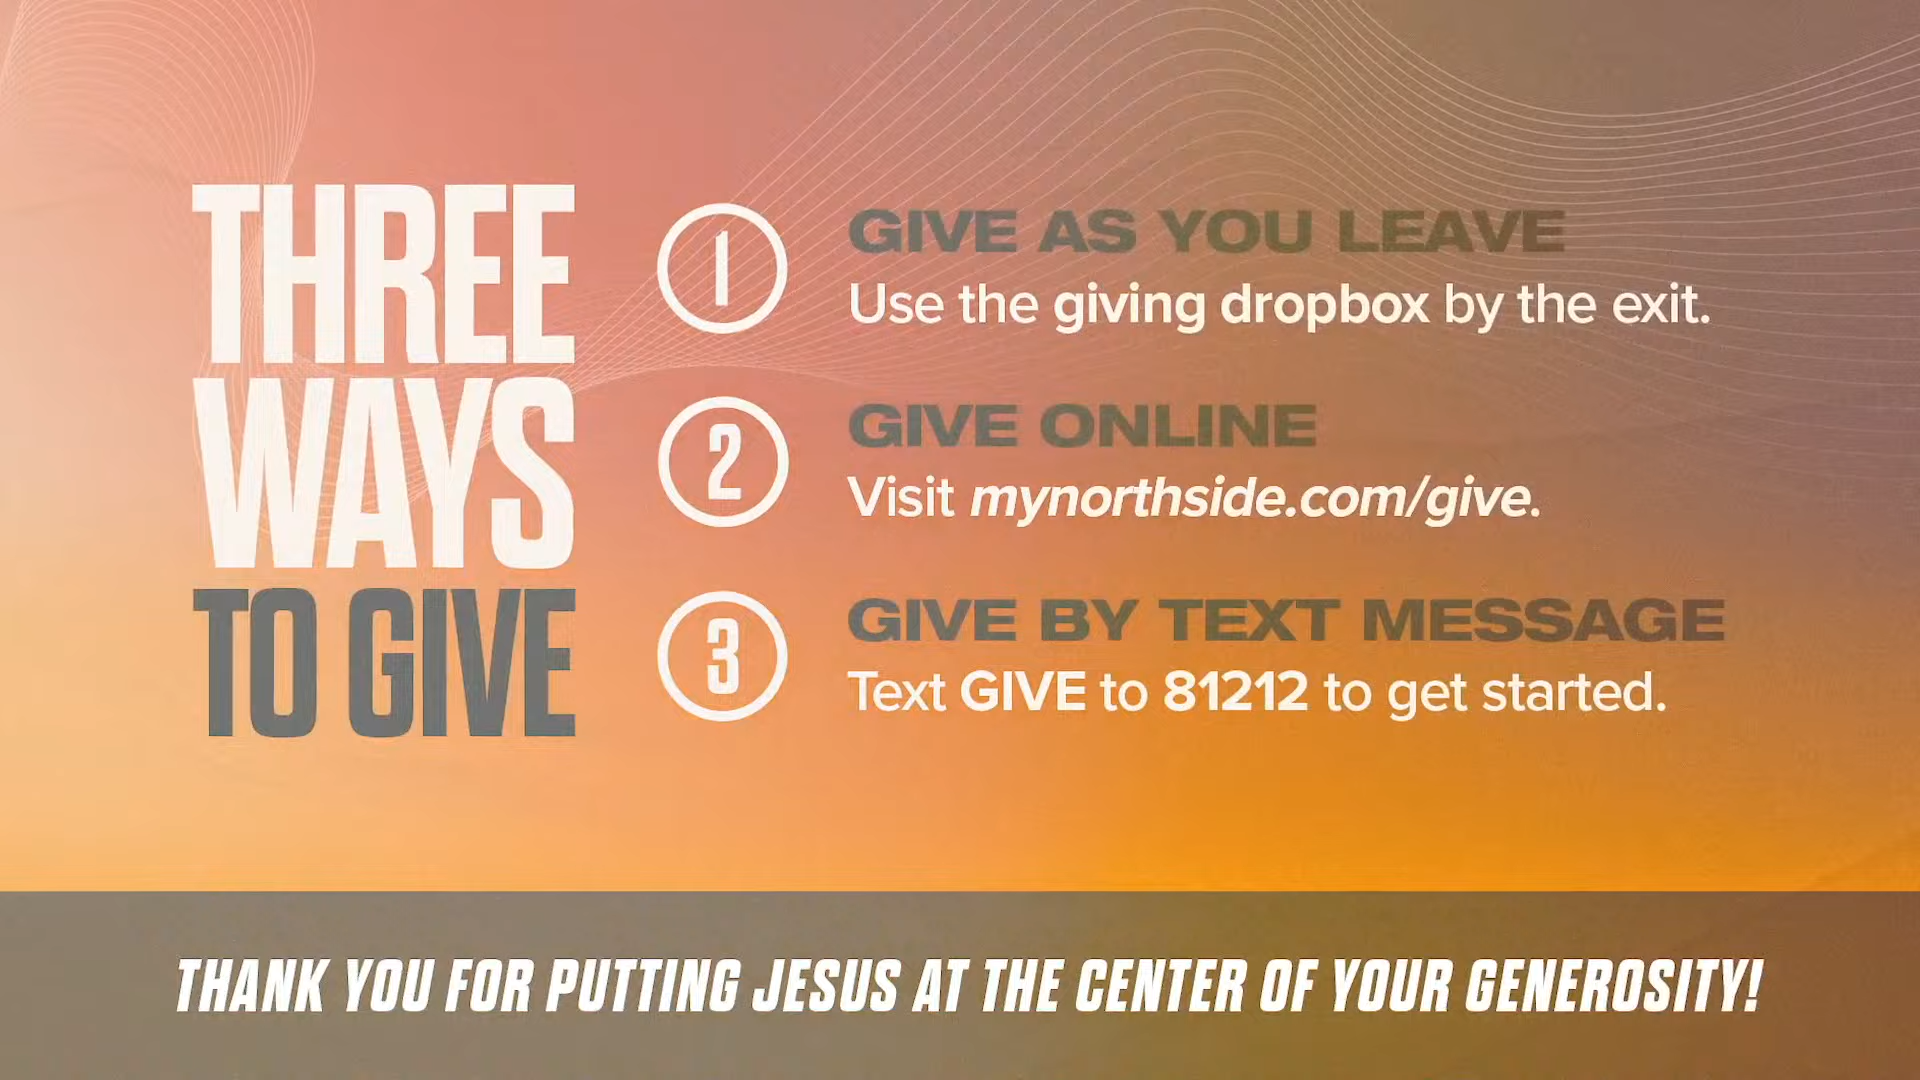 THREE
WAYS
TO GIVE
1
GIVE AS YOU LEAVE
Use the giving dropbox by the exit.
2
GIVE ONLINE
Visit mynorthside.com/give.
3
GIVE BY TEXT MESSAGE
Text GIVE to 81212 to get started.
THANK YOU FOR PUTTING JESUS AT THE CENTER OF YOUR GENEROSITY!